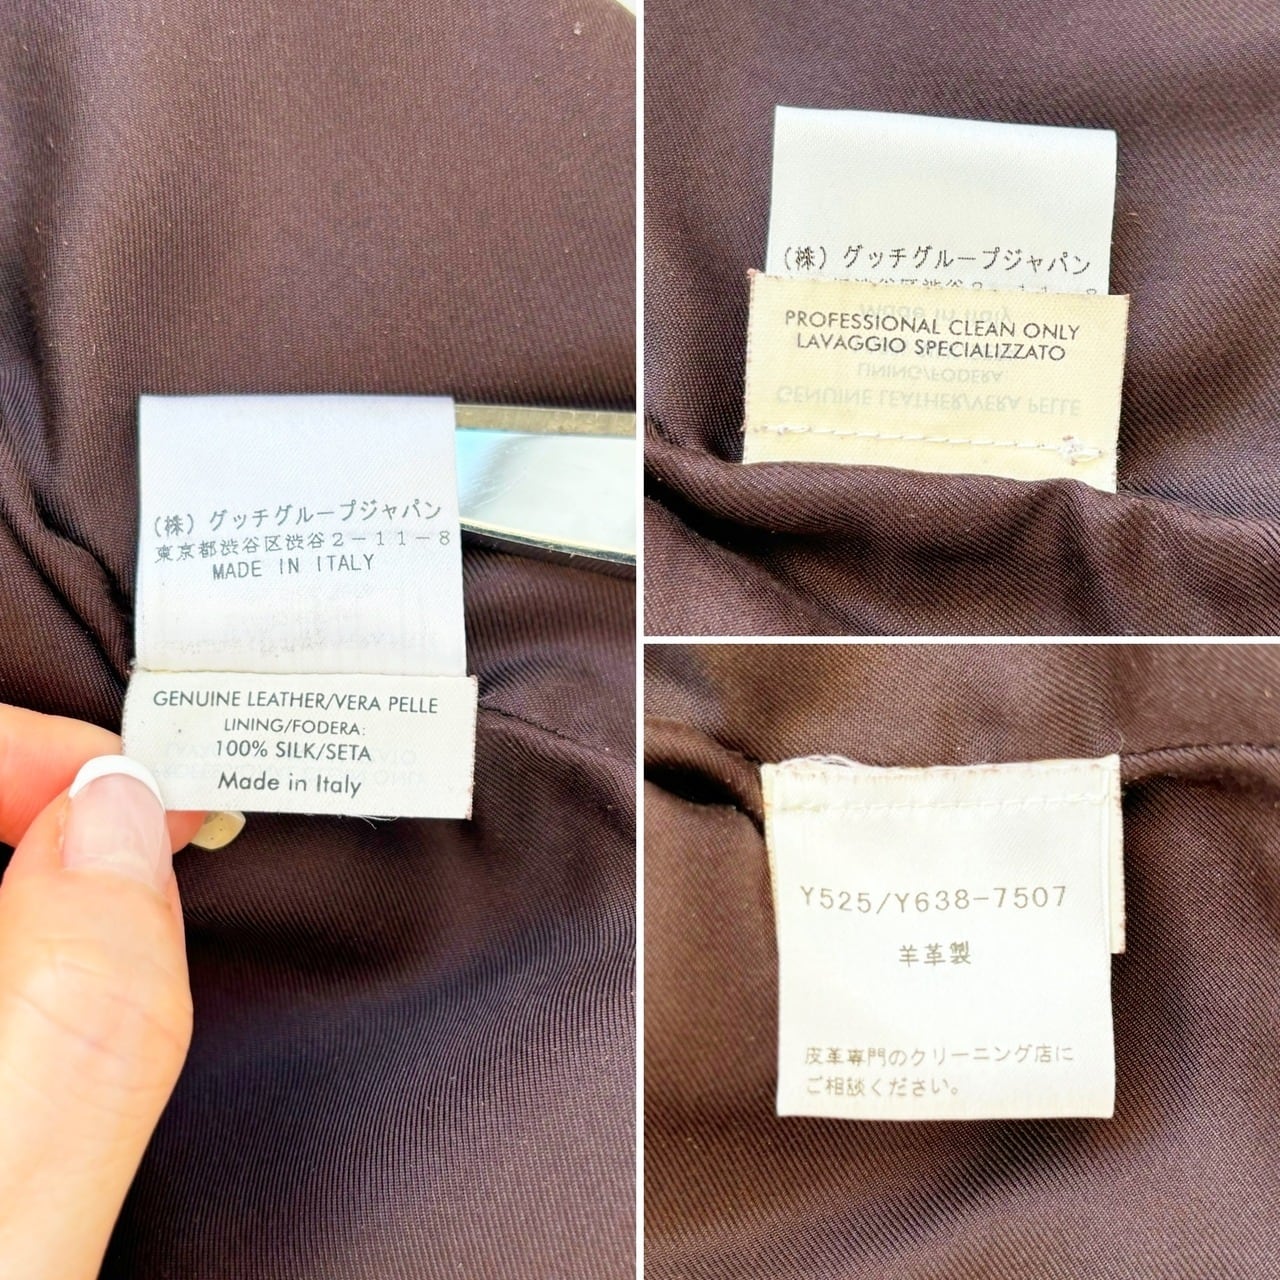 (株) グッチグループジャパン
東京都渋谷区渋谷2-11-8
MADE IN ITALY
GENUINE LEATHER/VERA PELLE
LINING/FODERA:
100% SILK/SETA
Made in Italy
(株) グッチグループジャパン
PROFESSIONAL CLEAN ONLY
LAVAGGIO SPECIALIZZATO
Y525/Y638-7507
羊革製
皮革専門のクリーニング店に
ご相談ください。